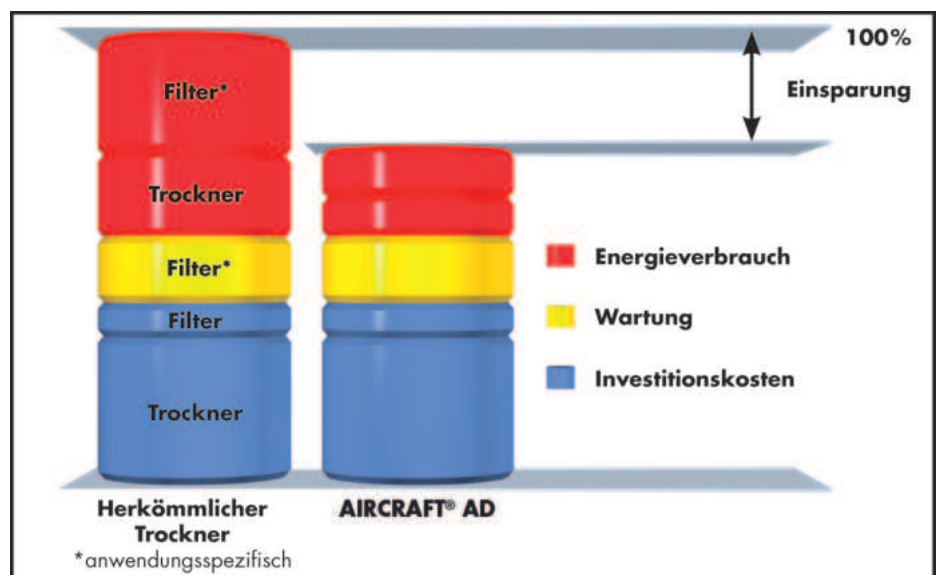 100%
Einsparung
Filter*
Trockner
Filter*
Filter
Trockner
Energieverbrauch
Wartung
Investitionskosten
Herkömmlicher
Trockner
*anwendungsspezifisch
AIRCRAFT® AD